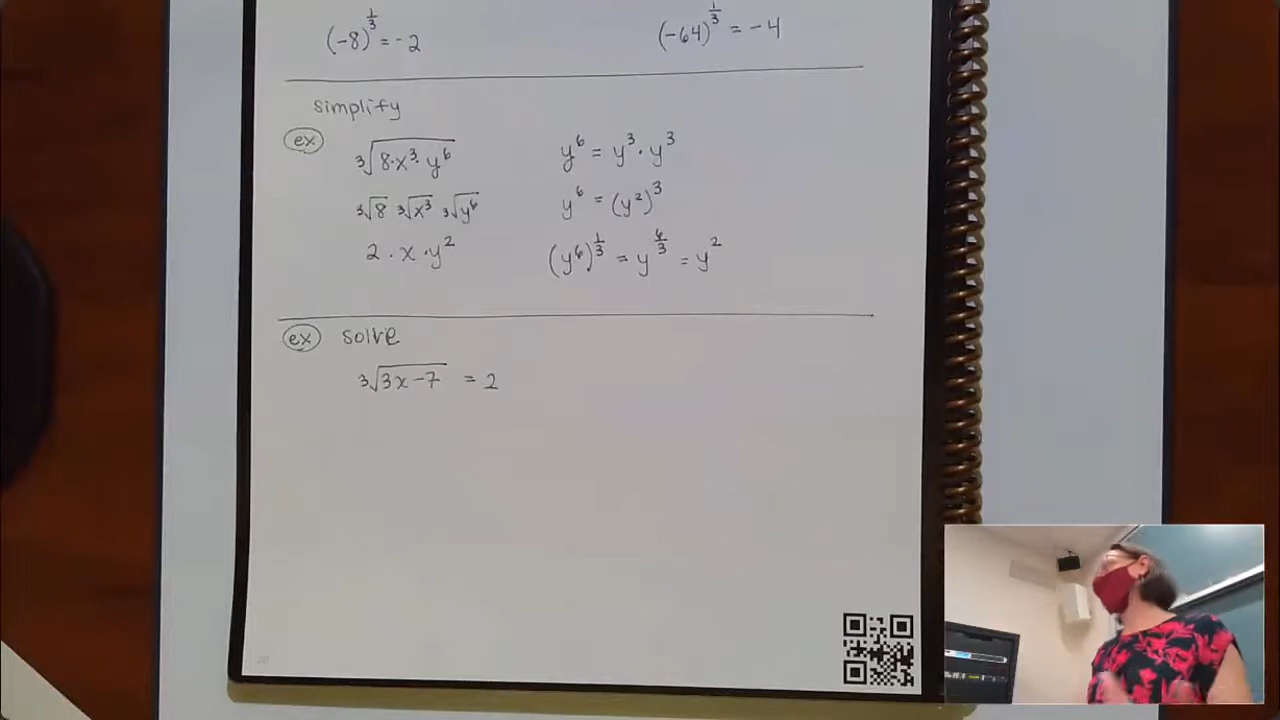 (-8)^{1/3} = -2
(-64)^{1/3} = -4
simplify
ex
∛(8·x³·y⁶)
∛8 ∛x³ ∛y⁶
2 · x · y²
y⁶ = y³ · y³
y⁶ = (y²)³
(y⁶)^{1/3} = y^{6/3} = y²
ex solve
∛(3x-7) = 2